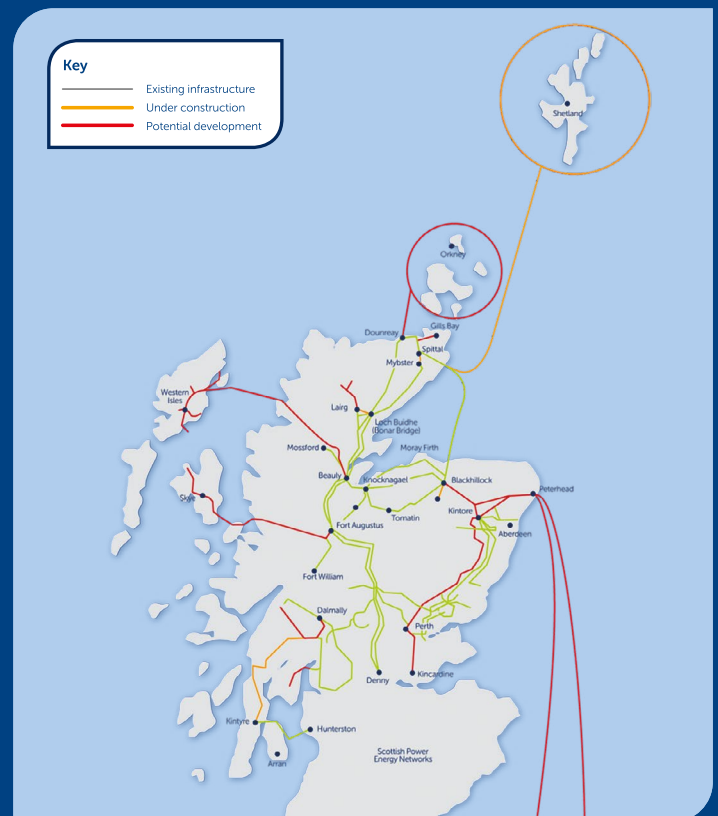 Key
Existing infrastructure
Under construction
Potential development
Shetland
Orkney
Dounreay
Gills Bay
Spittal
Mybster
Western
Isles
Lairg
Loch Buidhe
(Bonar Bridge)
Mossford
Moray Firth
Beauly
Knocknagael
Blackhillock
Peterhead
Skye
Kintore
Tomatin
Fort Augustus
Aberdeen
Fort William
Dalmally
Perth
Denny
Kincardine
Kintyre
Hunterston
Arran
Scottish Power
Energy Networks